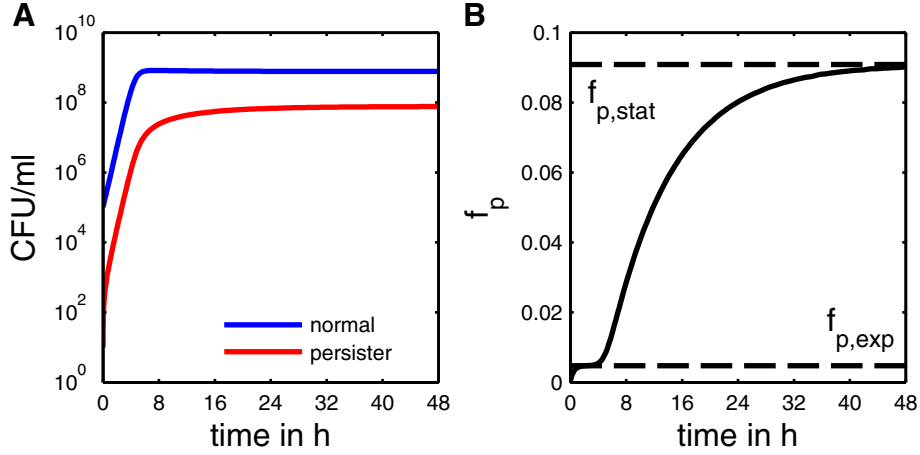 A
CFU/ml
10^10
10^8
10^6
10^4
10^2
10^0
normal
persister
0 8 16 24 32 40 48
time in h
B
f_p
0.1
0.08
0.06
0.04
0.02
0
f_p,stat
f_p,exp
0 8 16 24 32 40 48
time in h